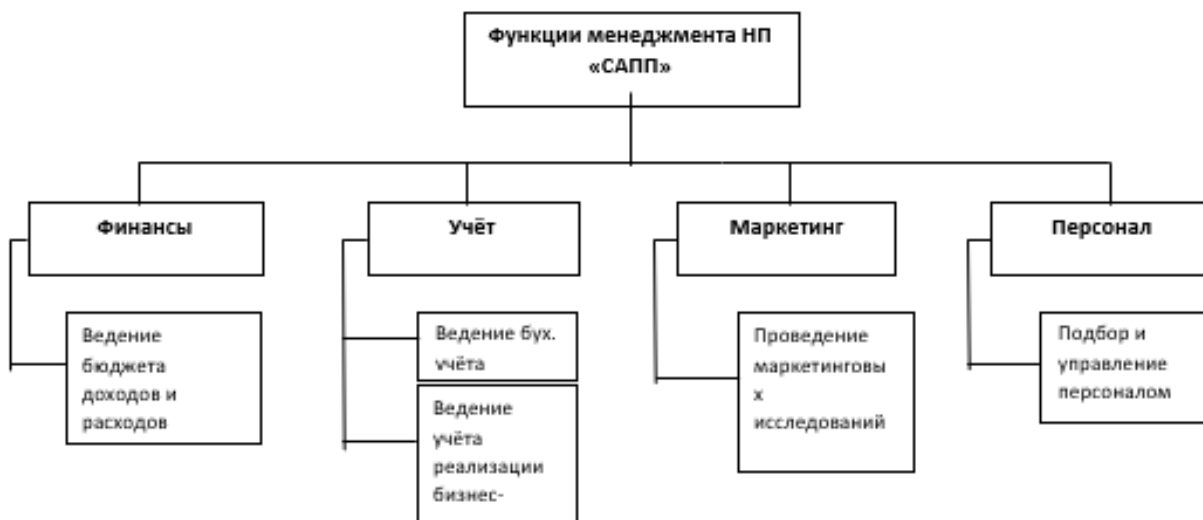 Функции менеджмента НП
«САПП»
Финансы
Учёт
Маркетинг
Персонал
Ведение
бюджета
доходов и
расходов
Ведение бух.
учёта
Ведение
учёта
реализации
бизнес-
Проведение
маркетинговы
х
исследований
Подбор и
управление
персоналом